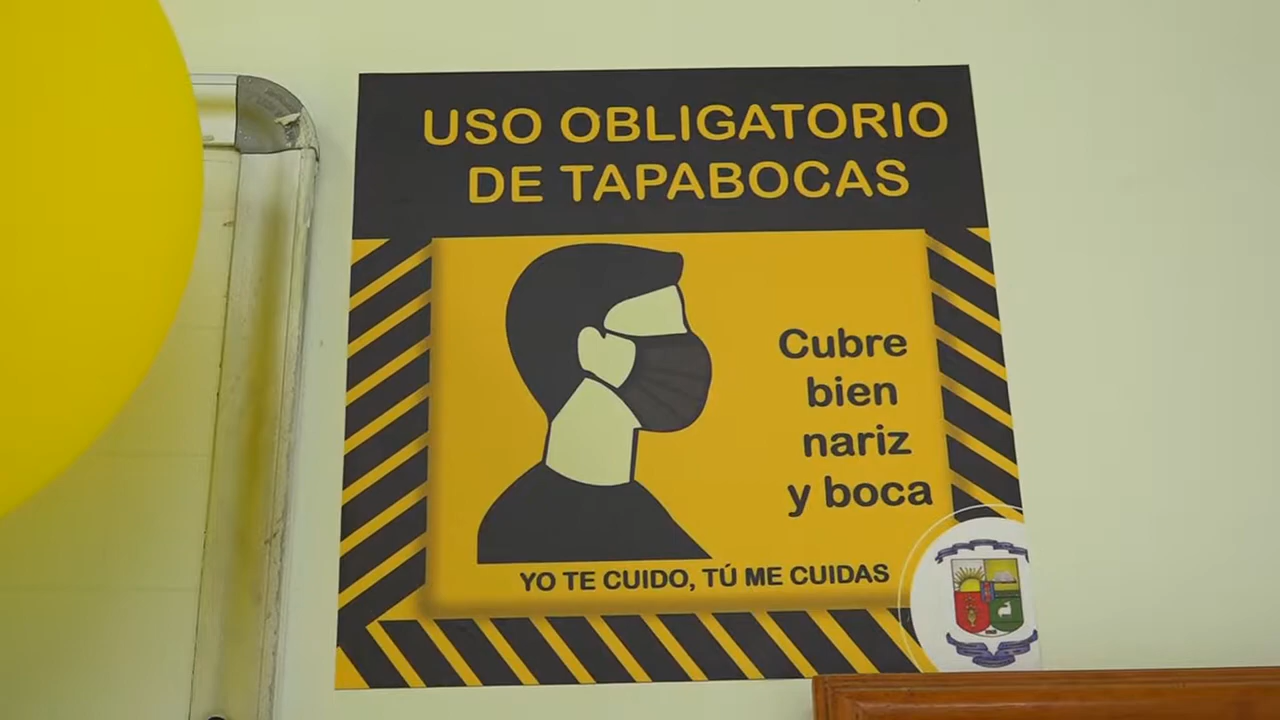 USO OBLIGATORIO
DE TAPABOCAS
Cubre
bien
nariz
y boca
YO TE CUIDO, TÚ ME CUIDAS